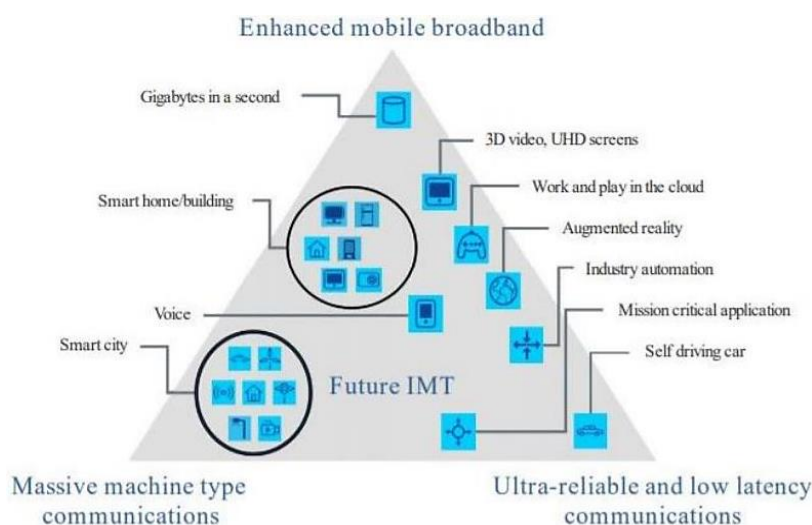 Enhanced mobile broadband
Gigabytes in a second
3D video, UHD screens
Smart home/building
Work and play in the cloud
Augmented reality
Industry automation
Mission critical application
Voice
Smart city
Self driving car
Future IMT
Massive machine type
communications
Ultra-reliable and low latency
communications